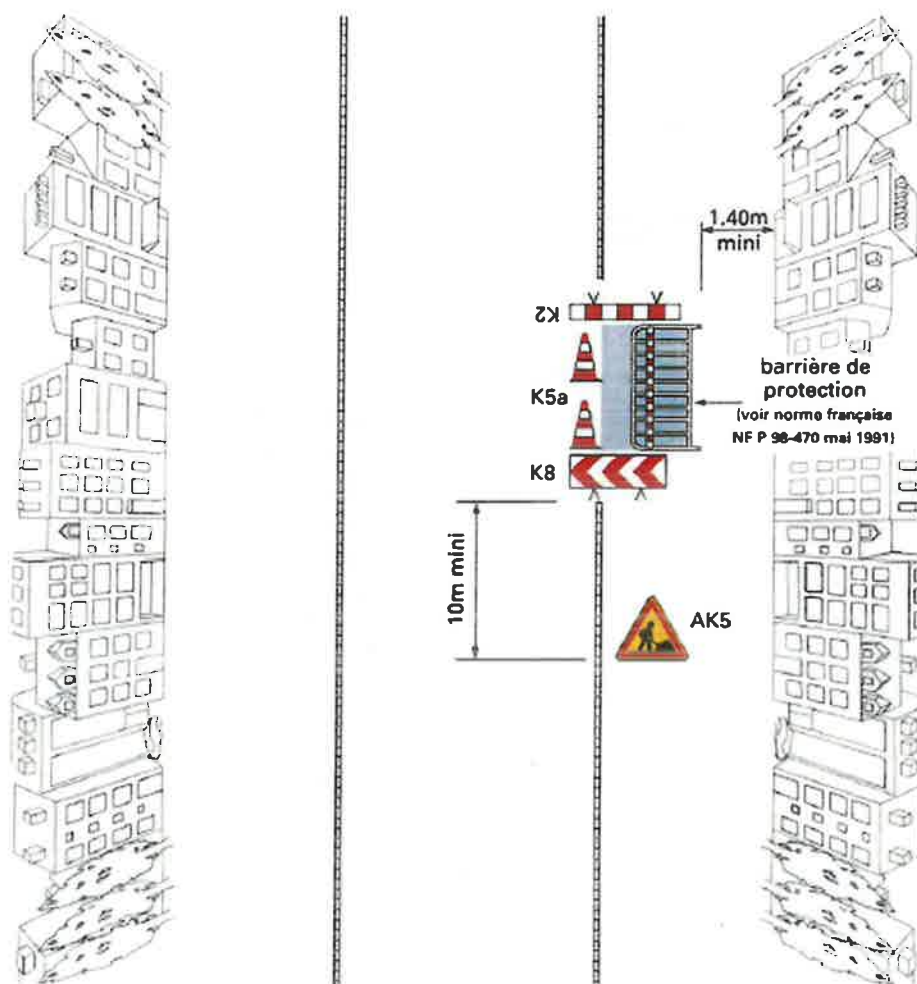 1.40m
mini
K2
barrière de
protection
(voir norme française
NF P 98-470 mai 1991)
K5a
K8
10m mini
AK5